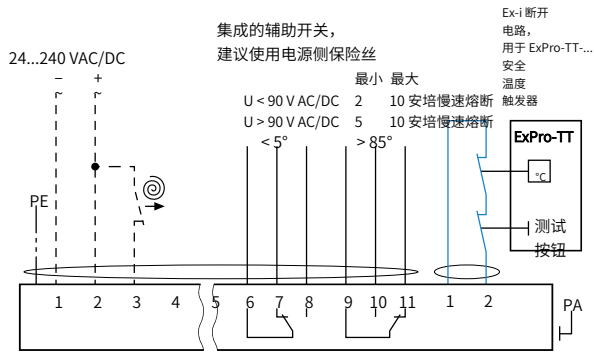 Ex-i 断开
电路，
用于 ExPro-TT-...
安全
温度
触发器
集成的辅助开关，
建议使用电源侧保险丝
24...240 VAC/DC
最小 最大
– +
~ ~
U < 90 V AC/DC 2 10 安培慢速熔断
U > 90 V AC/DC 5 10 安培慢速熔断
< 5° > 85°
ExPro-TT
°C
PE
测试
按钮
1 2 3 4 5 6 7 8 9 10 11 1 2
PA